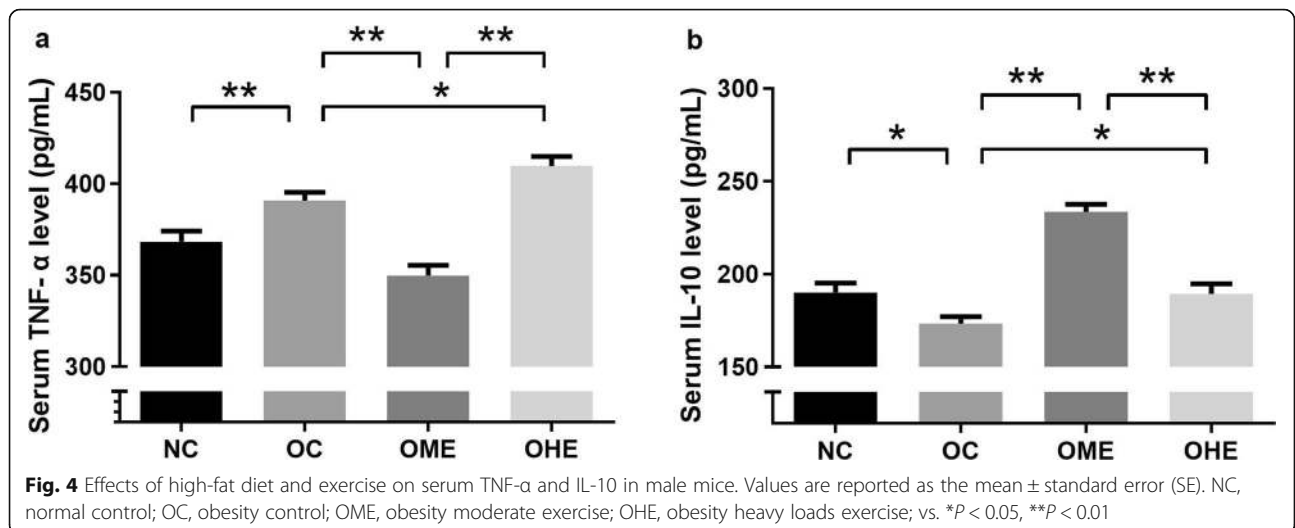 a
** **
** *
450
400
350
300
Serum TNF- α level (pg/mL)
NC OC OME OHE
b
** **
* *
300
250
200
150
Serum IL-10 level (pg/mL)
NC OC OME OHE
Fig. 4 Effects of high-fat diet and exercise on serum TNF-α and IL-10 in male mice. Values are reported as the mean ± standard error (SE). NC,
normal control; OC, obesity control; OME, obesity moderate exercise; OHE, obesity heavy loads exercise; vs. *P < 0.05, **P < 0.01